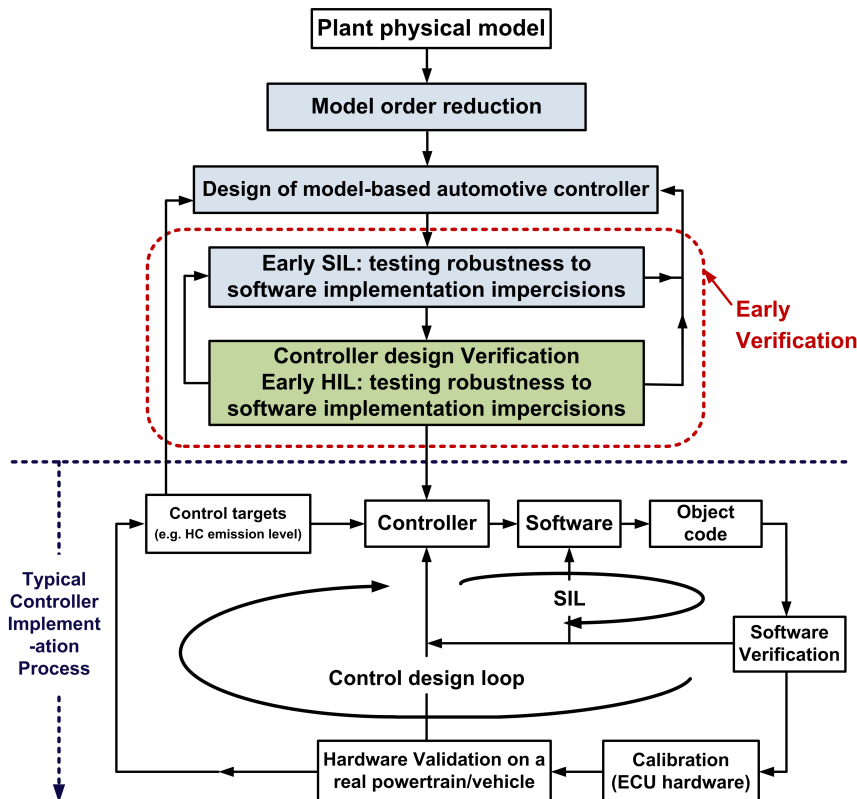 Plant physical model
Model order reduction
Design of model-based automotive controller
Early SIL: testing robustness to
software implementation impercisions
Early
Verification
Controller design Verification
Early HIL: testing robustness to
software implementation impercisions
Control targets
(e.g. HC emission level)
Controller
Software
Object
code
Typical
Controller
Implement
-ation
Process
SIL
Software
Verification
Control design loop
Hardware Validation on a
real powertrain/vehicle
Calibration
(ECU hardware)